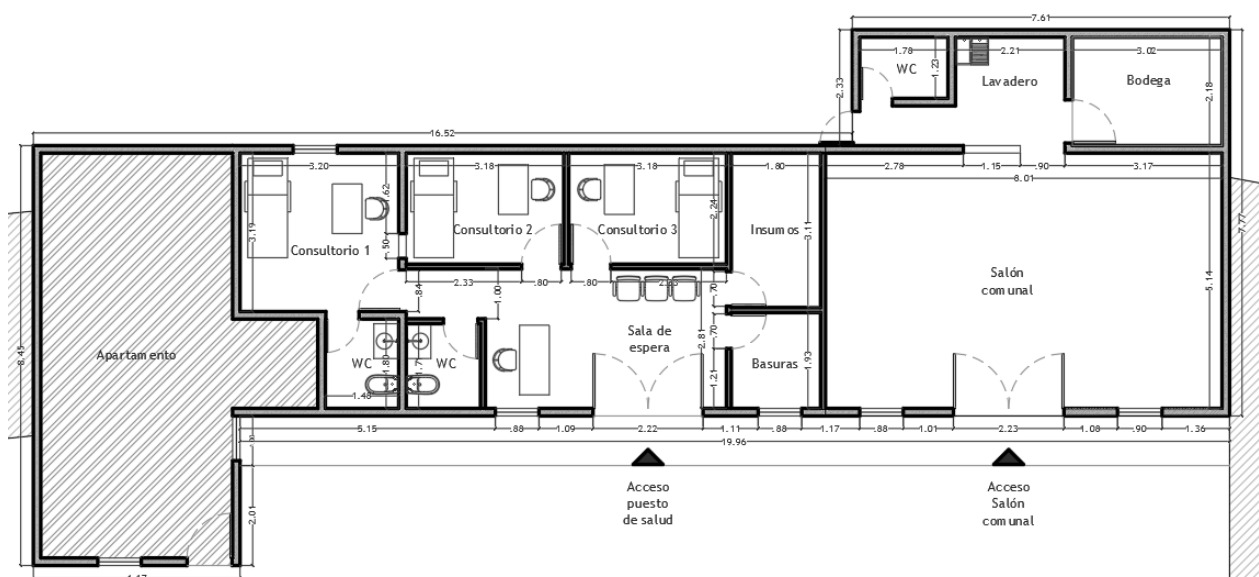 7.61
1.78
2.21
3.02
WC
1.23
Lavadero
Bodega
2.33
2.18
16.52
3.20
3.18
3.18
1.80
2.78
1.15
.90
3.17
8.01
1.62
2.24
3.19
3.11
7.77
Consultorio 1
.50
Consultorio 2
Consultorio 3
Insumos
Salón
comunal
5.14
2.33
.80
.80
.84
1.00
.70
8.45
Apartamento
WC
1.80
WC
Sala de
espera
2.81
.70
Basuras
1.93
1.48
1.21
5.15
.88
1.09
2.22
1.11
.88
1.17
.88
1.01
2.23
1.08
.90
1.36
19.96
2.01
Acceso
puesto
de salud
Acceso
Salón
comunal